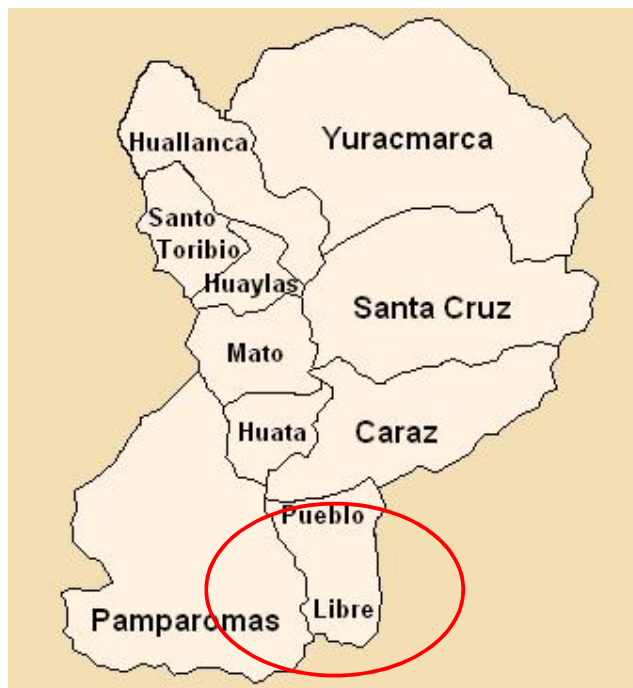 Huallanca
Yuracmarca
Santo
Toribio
Huaylas
Santa Cruz
Mato
Huata
Caraz
Pueblo
Libre
Pamparomas